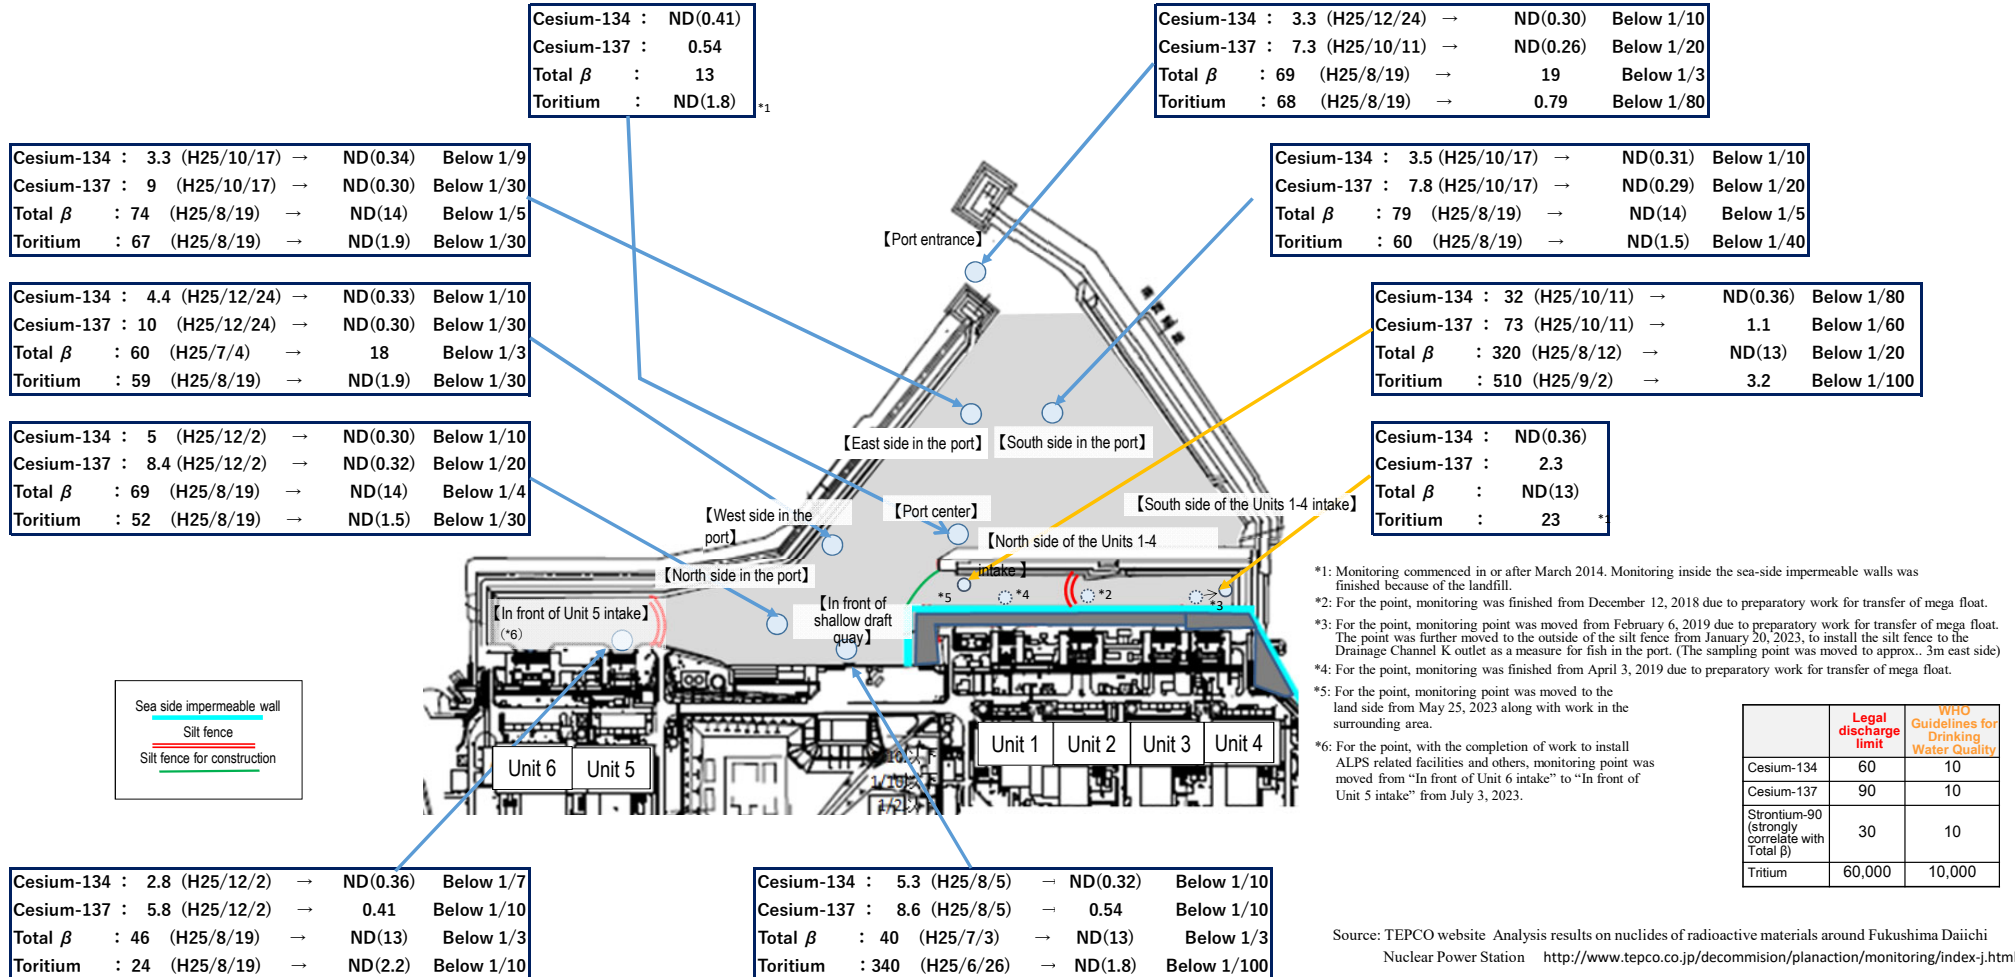 Cesium-134 : ND(0.41)
Cesium-137 : 0.54
Total β : 13
Toritium : ND(1.8) *1
Cesium-134 : 3.3 (H25/12/24) → ND(0.30) Below 1/10
Cesium-137 : 7.3 (H25/10/11) → ND(0.26) Below 1/20
Total β : 69 (H25/8/19) → 19 Below 1/3
Toritium : 68 (H25/8/19) → 0.79 Below 1/80
Cesium-134 : 3.3 (H25/10/17) → ND(0.34) Below 1/9
Cesium-137 : 9 (H25/10/17) → ND(0.30) Below 1/30
Total β : 74 (H25/8/19) → ND(14) Below 1/5
Toritium : 67 (H25/8/19) → ND(1.9) Below 1/30
Cesium-134 : 3.5 (H25/10/17) → ND(0.31) Below 1/10
Cesium-137 : 7.8 (H25/10/17) → ND(0.29) Below 1/20
Total β : 79 (H25/8/19) → ND(14) Below 1/5
Toritium : 60 (H25/8/19) → ND(1.5) Below 1/40
Cesium-134 : 4.4 (H25/12/24) → ND(0.33) Below 1/10
Cesium-137 : 10 (H25/12/24) → ND(0.30) Below 1/30
Total β : 60 (H25/7/4) → 18 Below 1/3
Toritium : 59 (H25/8/19) → ND(1.9) Below 1/30
Cesium-134 : 32 (H25/10/11) → ND(0.36) Below 1/80
Cesium-137 : 73 (H25/10/11) → 1.1 Below 1/60
Total β : 320 (H25/8/12) → ND(13) Below 1/20
Toritium : 510 (H25/9/2) → 3.2 Below 1/100
Cesium-134 : 5 (H25/12/2) → ND(0.30) Below 1/10
Cesium-137 : 8.4 (H25/12/2) → ND(0.32) Below 1/20
Total β : 69 (H25/8/19) → ND(14) Below 1/4
Toritium : 52 (H25/8/19) → ND(1.5) Below 1/30
Cesium-134 : ND(0.36)
Cesium-137 : 2.3
Total β : ND(13)
Toritium : 23 *1
【Port entrance】
【East side in the port】
【South side in the port】
【South side of the Units 1-4 intake】
【West side in the
port】
【Port center】
【North side of the Units 1-4
intake】
【North side in the port】
【In front of Unit 5 intake】
(*6)
【In front of
shallow draft
quay】
*5
*4
*2
*3
Unit 6
Unit 5
Unit 1
Unit 2
Unit 3
Unit 4
Sea side impermeable wall
Silt fence
Silt fence for construction
*1: Monitoring commenced in or after March 2014. Monitoring inside the sea-side impermeable walls was
finished because of the landfill.
*2: For the point, monitoring was finished from December 12, 2018 due to preparatory work for transfer of mega float.
*3: For the point, monitoring point was moved from February 6, 2019 due to preparatory work for transfer of mega float.
The point was further moved to the outside of the silt fence from January 20, 2023, to install the silt fence to the
Drainage Channel K outlet as a measure for fish in the port. (The sampling point was moved to approx.. 3m east side)
*4: For the point, monitoring was finished from April 3, 2019 due to preparatory work for transfer of mega float.
*5: For the point, monitoring point was moved to the
land side from May 25, 2023 along with work in the
surrounding area.
*6: For the point, with the completion of work to install
ALPS related facilities and others, monitoring point was
moved from “In front of Unit 6 intake” to “In front of
Unit 5 intake” from July 3, 2023.
Legal
discharge
limit
WHO
Guidelines for
Drinking
Water Quality
Cesium-134 60 10
Cesium-137 90 10
Strontium-90
(strongly
correlate with
Total β) 30 10
Tritium 60,000 10,000
Cesium-134 : 2.8 (H25/12/2) → ND(0.36) Below 1/7
Cesium-137 : 5.8 (H25/12/2) → 0.41 Below 1/10
Total β : 46 (H25/8/19) → ND(13) Below 1/3
Toritium : 24 (H25/8/19) → ND(2.2) Below 1/10
Cesium-134 : 5.3 (H25/8/5) → ND(0.32) Below 1/10
Cesium-137 : 8.6 (H25/8/5) → 0.54 Below 1/10
Total β : 40 (H25/7/3) → ND(13) Below 1/3
Toritium : 340 (H25/6/26) → ND(1.8) Below 1/100
Source: TEPCO website Analysis results on nuclides of radioactive materials around Fukushima Daiichi
Nuclear Power Station http://www.tepco.co.jp/decommision/planaction/monitoring/index-j.html